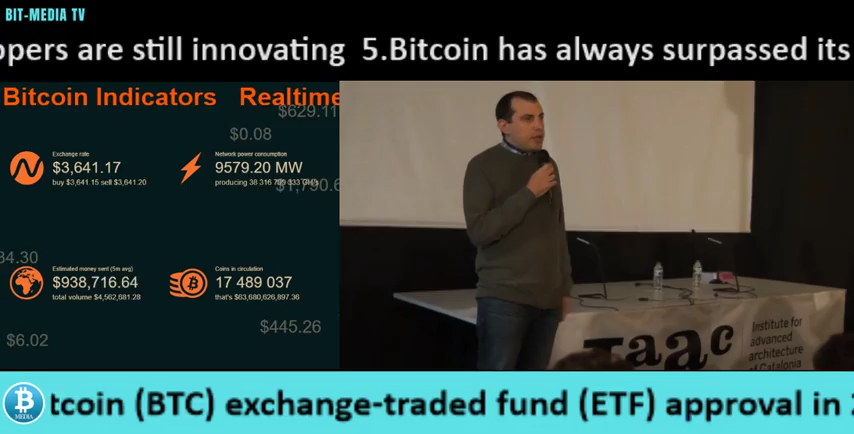 BIT-MEDIA TV
opers are still innovating 5.Bitcoin has always surpassed its
Bitcoin Indicators Realtime
$629.11
$0.08
Exchange rate
$3,641.17
buy $3,641.15 sell $3,641.20
Network power consumption
9579.20 MW
producing 38 316
34.30
Estimated money sent (5m avg)
$938,716.64
total volume $4,562,681.28
Coins in circulation
17 489 037
that's $63,680,626,897.36
$445.26
$6.02
Iaac
Institute for
advanced
architecture
of Catalonia
MEDIA
tcoin (BTC) exchange-traded fund (ETF) approval in